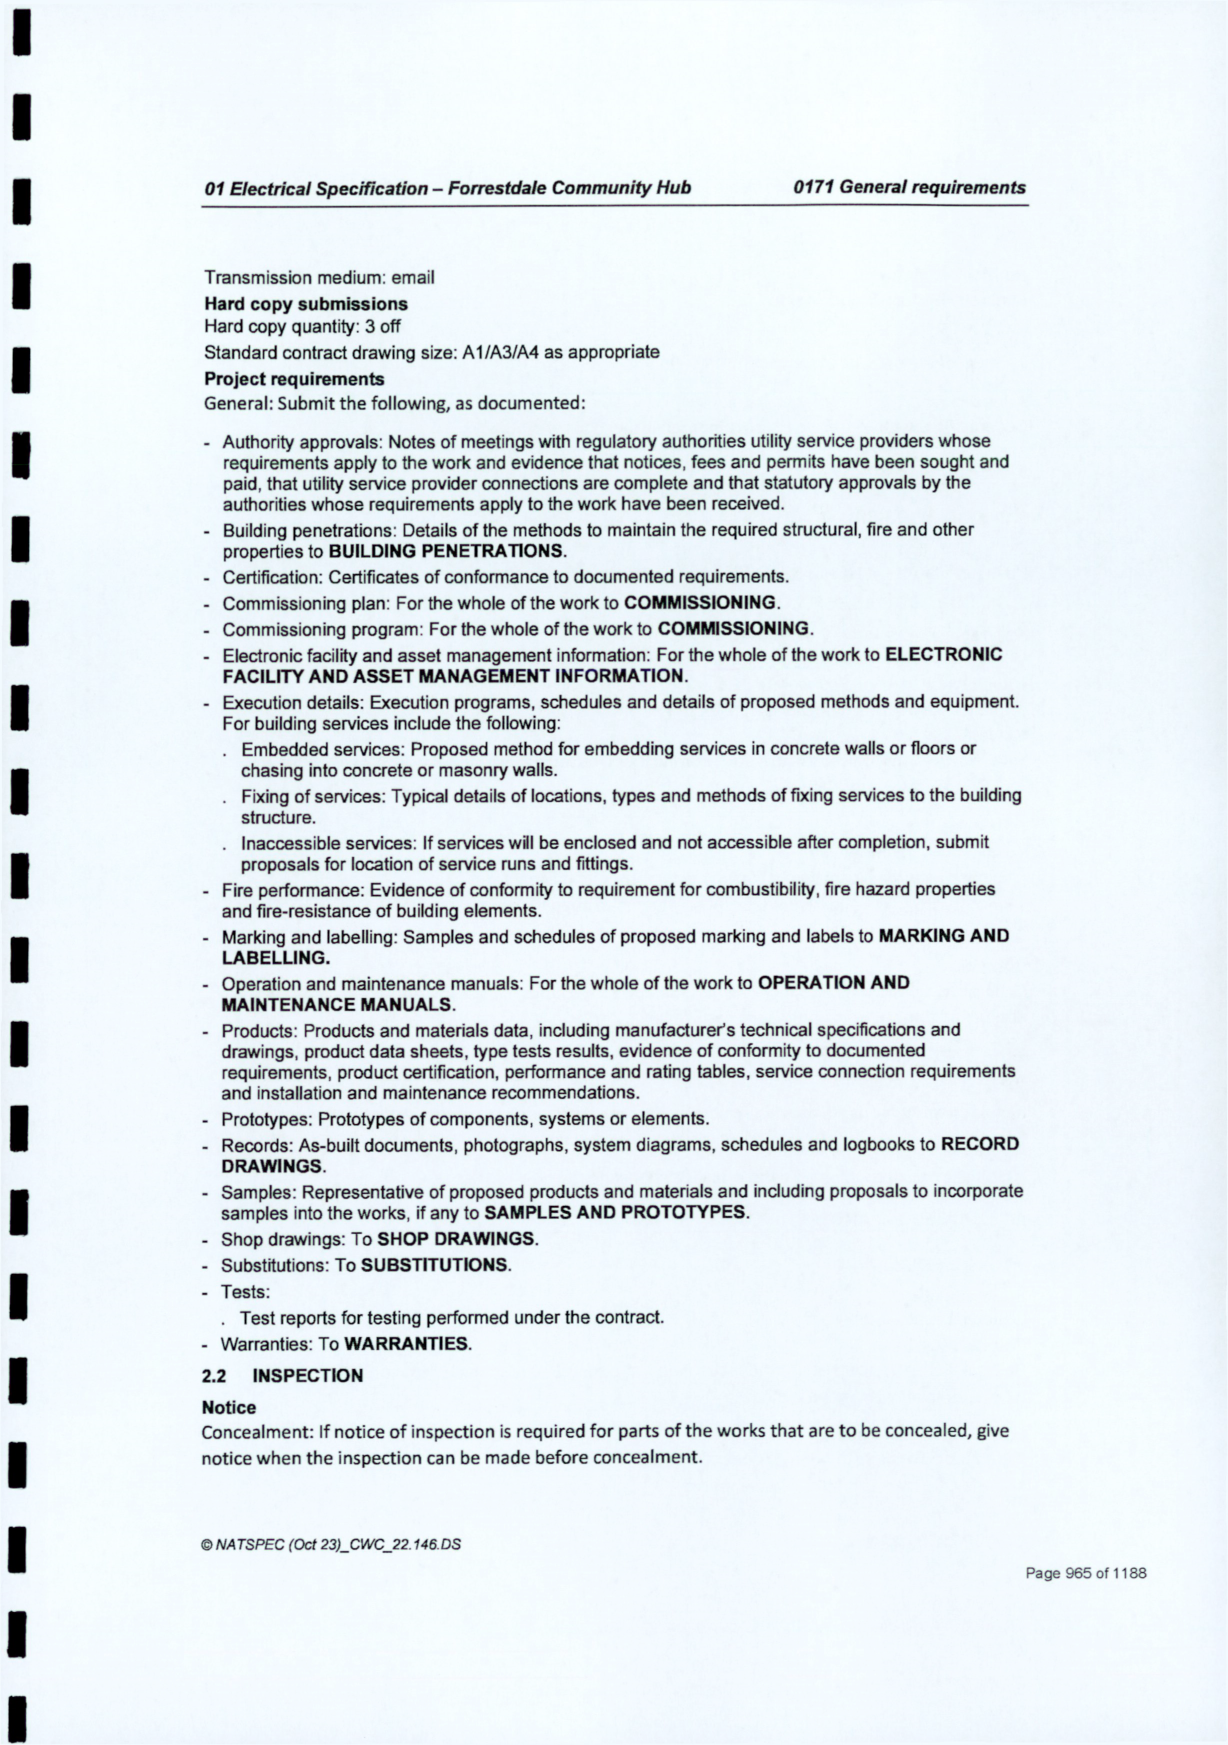 01 Electrical Specification – Forrestdale Community Hub 0171 General requirements
Transmission medium: email
Hard copy submissions
Hard copy quantity: 3 off
Standard contract drawing size: A1/A3/A4 as appropriate
Project requirements
General: Submit the following, as documented:
- Authority approvals: Notes of meetings with regulatory authorities utility service providers whose
requirements apply to the work and evidence that notices, fees and permits have been sought and
paid, that utility service provider connections are complete and that statutory approvals by the
authorities whose requirements apply to the work have been received.
- Building penetrations: Details of the methods to maintain the required structural, fire and other
properties to BUILDING PENETRATIONS.
- Certification: Certificates of conformance to documented requirements.
- Commissioning plan: For the whole of the work to COMMISSIONING.
- Commissioning program: For the whole of the work to COMMISSIONING.
- Electronic facility and asset management information: For the whole of the work to ELECTRONIC
FACILITY AND ASSET MANAGEMENT INFORMATION.
- Execution details: Execution programs, schedules and details of proposed methods and equipment.
For building services include the following:
. Embedded services: Proposed method for embedding services in concrete walls or floors or
chasing into concrete or masonry walls.
. Fixing of services: Typical details of locations, types and methods of fixing services to the building
structure.
. Inaccessible services: If services will be enclosed and not accessible after completion, submit
proposals for location of service runs and fittings.
- Fire performance: Evidence of conformity to requirement for combustibility, fire hazard properties
and fire-resistance of building elements.
- Marking and labelling: Samples and schedules of proposed marking and labels to MARKING AND
LABELLING.
- Operation and maintenance manuals: For the whole of the work to OPERATION AND
MAINTENANCE MANUALS.
- Products: Products and materials data, including manufacturer's technical specifications and
drawings, product data sheets, type tests results, evidence of conformity to documented
requirements, product certification, performance and rating tables, service connection requirements
and installation and maintenance recommendations.
- Prototypes: Prototypes of components, systems or elements.
- Records: As-built documents, photographs, system diagrams, schedules and logbooks to RECORD
DRAWINGS.
- Samples: Representative of proposed products and materials and including proposals to incorporate
samples into the works, if any to SAMPLES AND PROTOTYPES.
- Shop drawings: To SHOP DRAWINGS.
- Substitutions: To SUBSTITUTIONS.
- Tests:
. Test reports for testing performed under the contract.
- Warranties: To WARRANTIES.
2.2 INSPECTION
Notice
Concealment: If notice of inspection is required for parts of the works that are to be concealed, give
notice when the inspection can be made before concealment.
© NATSPEC (Oct 23)_CWC_22.146.DS
Page 965 of 1188